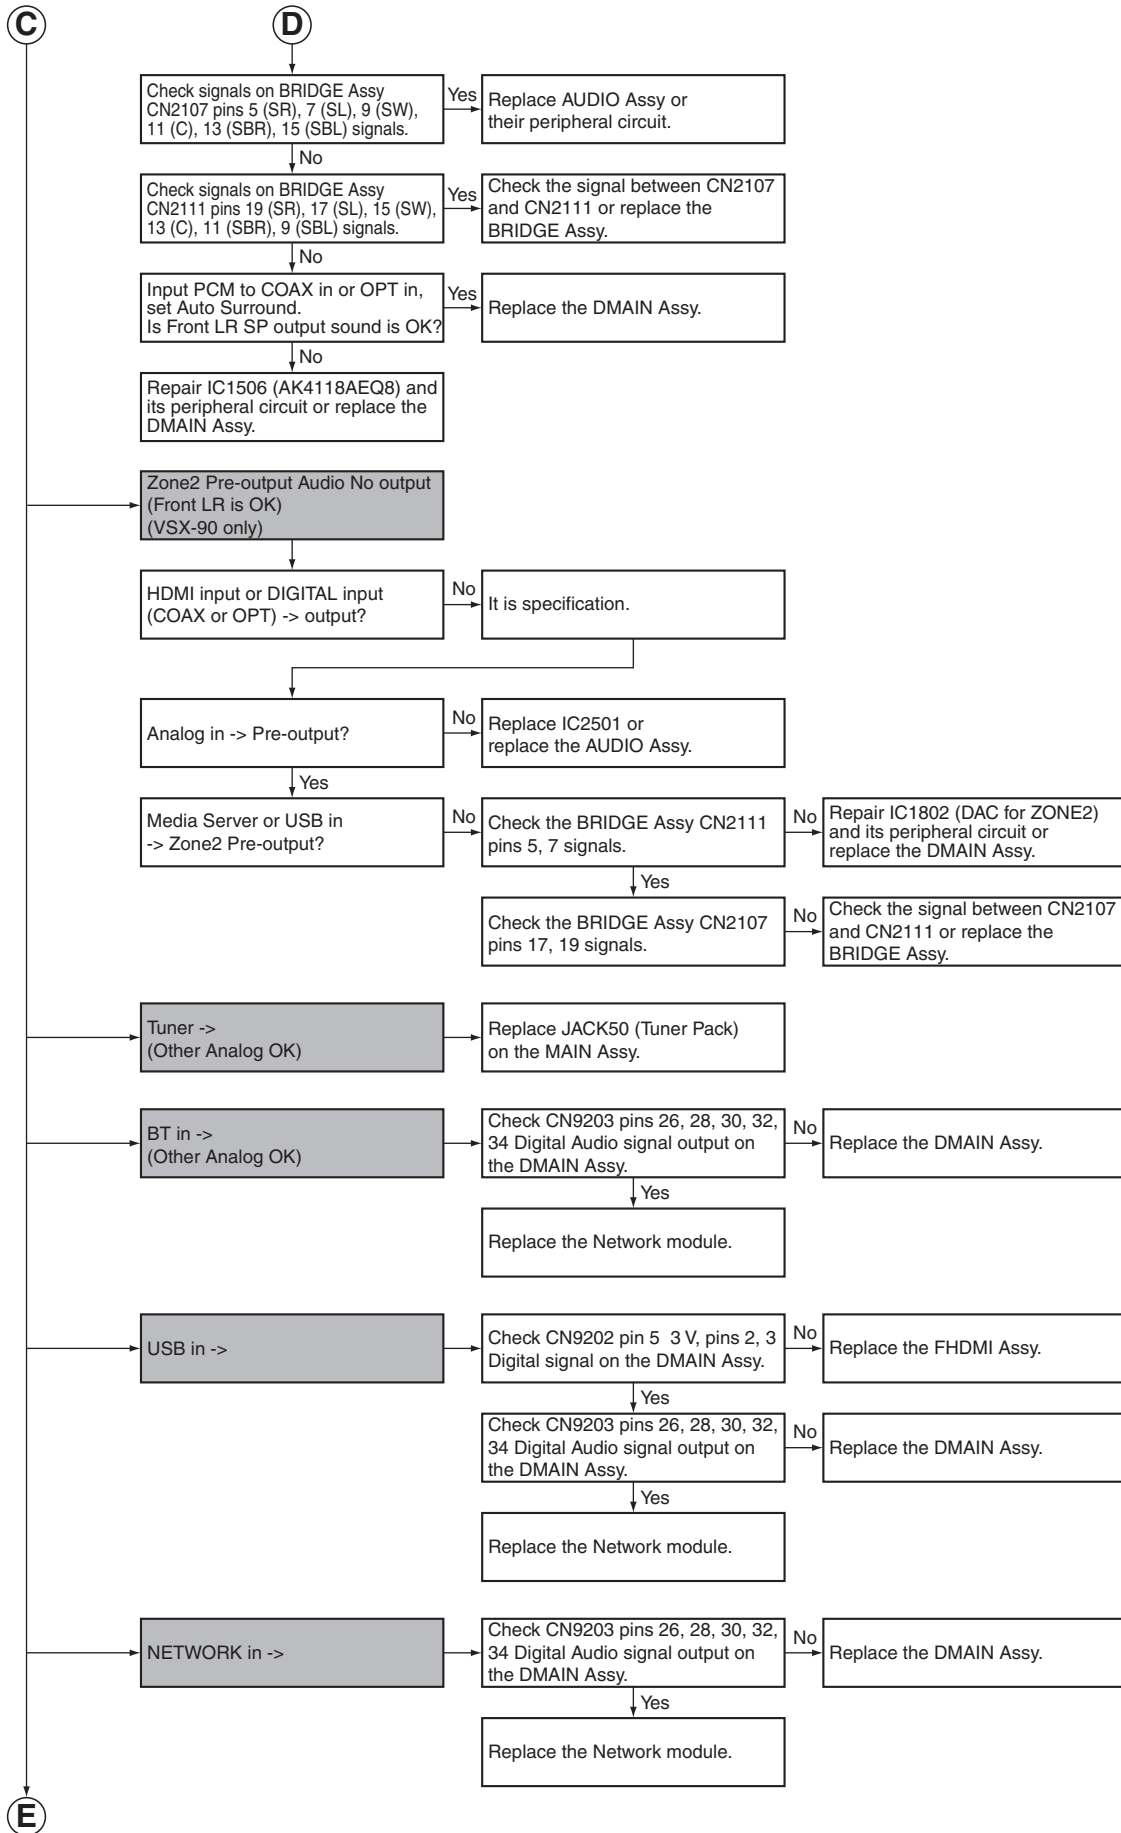 C
D
Check signals on BRIDGE Assy
CN2107 pins 5 (SR), 7 (SL), 9 (SW),
11 (C), 13 (SBR), 15 (SBL) signals.
Yes
Replace AUDIO Assy or
their peripheral circuit.
No
Check signals on BRIDGE Assy
CN2111 pins 19 (SR), 17 (SL), 15 (SW),
13 (C), 11 (SBR), 9 (SBL) signals.
Yes
Check the signal between CN2107
and CN2111 or replace the
BRIDGE Assy.
No
Input PCM to COAX in or OPT in,
set Auto Surround.
Is Front LR SP output sound is OK?
Yes
Replace the DMAIN Assy.
No
Repair IC1506 (AK4118AEQ8) and
its peripheral circuit or replace the
DMAIN Assy.
Zone2 Pre-output Audio No output
(Front LR is OK)
(VSX-90 only)
HDMI input or DIGITAL input
(COAX or OPT) -> output?
No
It is specification.
Analog in -> Pre-output?
No
Replace IC2501 or
replace the AUDIO Assy.
Yes
Media Server or USB in
-> Zone2 Pre-output?
No
Check the BRIDGE Assy CN2111
pins 5, 7 signals.
No
Repair IC1802 (DAC for ZONE2)
and its peripheral circuit or
replace the DMAIN Assy.
Yes
Check the BRIDGE Assy CN2107
pins 17, 19 signals.
No
Check the signal between CN2107
and CN2111 or replace the
BRIDGE Assy.
Tuner ->
(Other Analog OK)
Replace JACK50 (Tuner Pack)
on the MAIN Assy.
BT in ->
(Other Analog OK)
Check CN9203 pins 26, 28, 30, 32,
34 Digital Audio signal output on
the DMAIN Assy.
No
Replace the DMAIN Assy.
Yes
Replace the Network module.
USB in ->
Check CN9202 pin 5 3 V, pins 2, 3
Digital signal on the DMAIN Assy.
No
Replace the FHDMI Assy.
Yes
Check CN9203 pins 26, 28, 30, 32,
34 Digital Audio signal output on
the DMAIN Assy.
No
Replace the DMAIN Assy.
Yes
Replace the Network module.
NETWORK in ->
Check CN9203 pins 26, 28, 30, 32,
34 Digital Audio signal output on
the DMAIN Assy.
No
Replace the DMAIN Assy.
Yes
Replace the Network module.
E